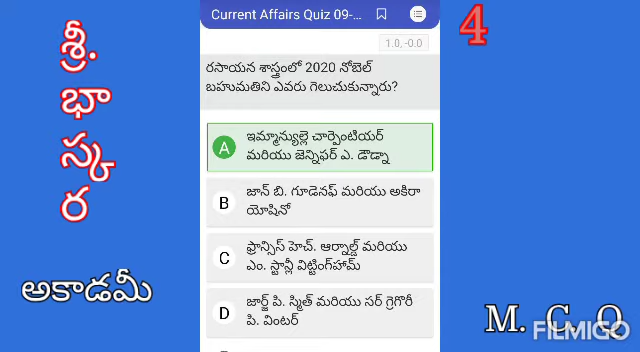 Current Affairs Quiz 09-...
4
1.0, -0.0
రసాయన శాస్త్రంలో 2020 నోబెల్
బహుమతిని ఎవరు గెలుచుకున్నారు?
A
ఇమ్మాన్యుల్లె చార్పెంటియర్
మరియు జెన్నిఫర్ ఎ. డౌడ్నా
B
జాన్ బి. గూడెనఫ్ మరియు అకిరా
యోషినో
C
ఫ్రాన్సిస్ హెచ్. ఆర్నాల్డ్ మరియు
ఎం. స్టాన్లీ విట్టింగ్‌హామ్
D
జార్జ్ పి. స్మిత్ మరియు సర్ గ్రెగొరీ
పి. వింటర్
శ్రీ.
భా
స్క
ర
అకాడమీ
M. C. Q
FILMIGO